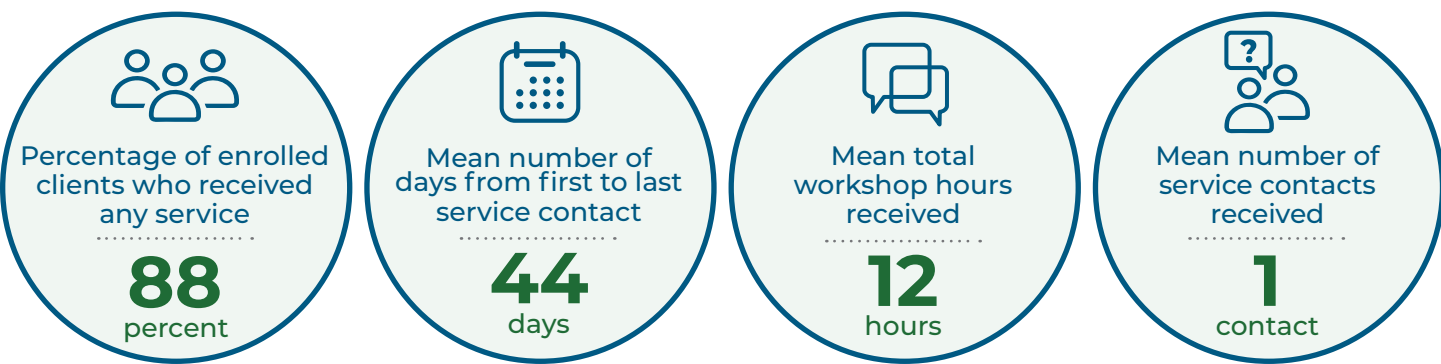 Percentage of enrolled
clients who received
any service
88
percent
Mean number of
days from first to last
service contact
44
days
Mean total
workshop hours
received
12
hours
?
Mean number of
service contacts
received
1
contact